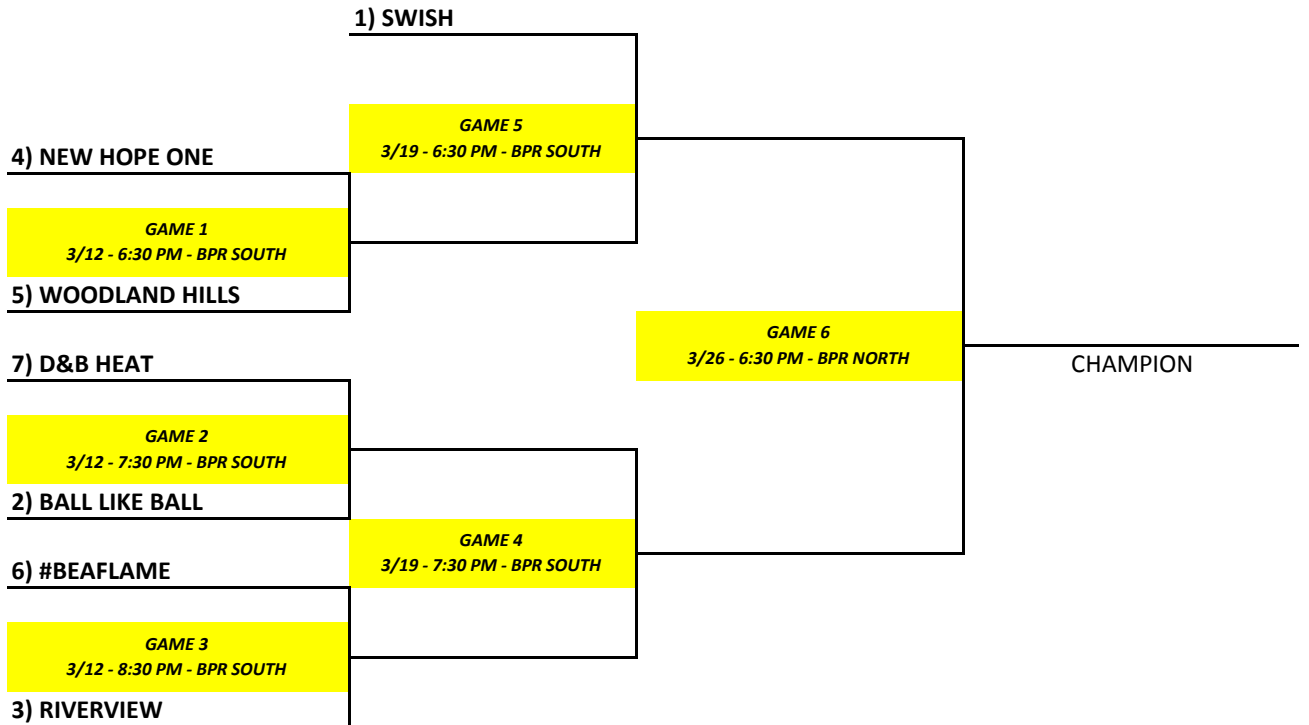 1) SWISH
GAME 5
3/19 - 6:30 PM - BPR SOUTH
4) NEW HOPE ONE
GAME 1
3/12 - 6:30 PM - BPR SOUTH
5) WOODLAND HILLS
GAME 6
3/26 - 6:30 PM - BPR NORTH
CHAMPION
7) D&B HEAT
GAME 2
3/12 - 7:30 PM - BPR SOUTH
2) BALL LIKE BALL
GAME 4
3/19 - 7:30 PM - BPR SOUTH
6) #BEAFLAME
GAME 3
3/12 - 8:30 PM - BPR SOUTH
3) RIVERVIEW